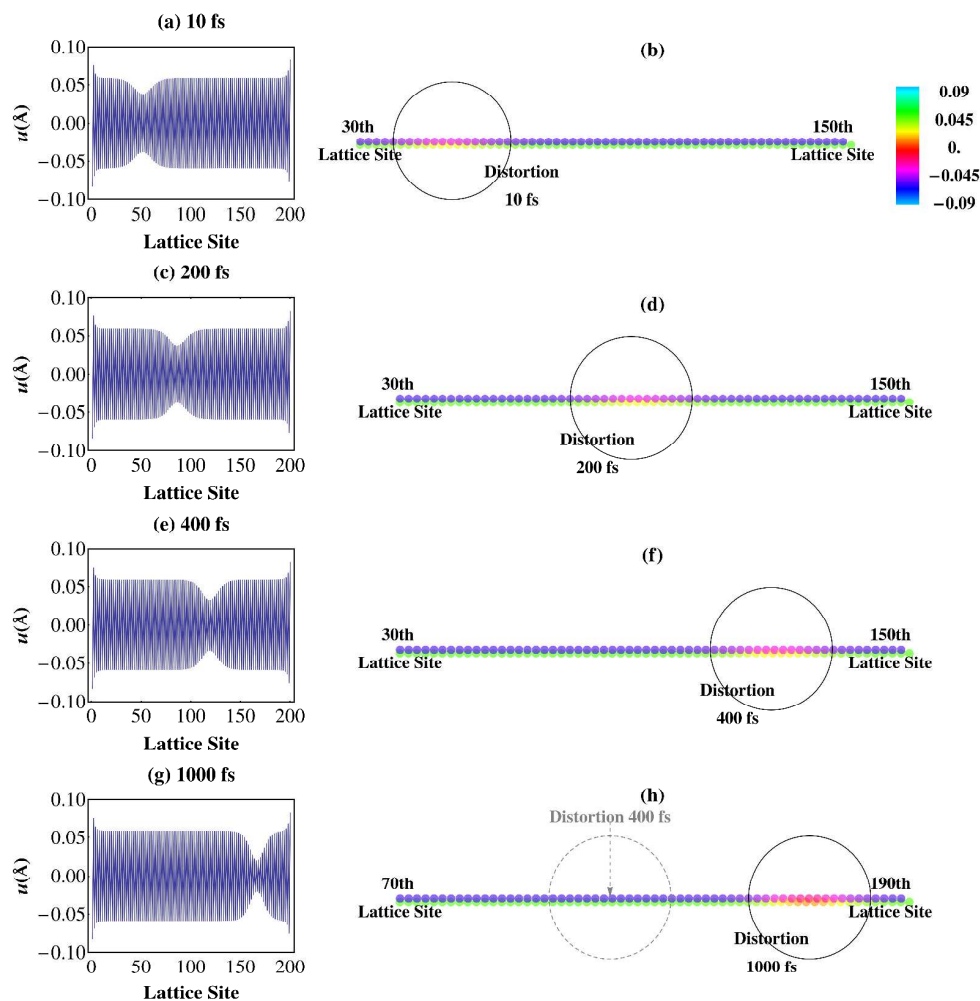 (a) 10 fs
0.10
0.05
0.00
−0.05
−0.10
u(Å)
0 50 100 150 200
Lattice Site
(b)
30th
Lattice Site
150th
Lattice Site
Distortion
10 fs
0.09
0.045
0.
−0.045
−0.09
(c) 200 fs
0.10
0.05
0.00
−0.05
−0.10
u(Å)
0 50 100 150 200
Lattice Site
(d)
30th
Lattice Site
150th
Lattice Site
Distortion
200 fs
(e) 400 fs
0.10
0.05
0.00
−0.05
−0.10
u(Å)
0 50 100 150 200
Lattice Site
(f)
30th
Lattice Site
150th
Lattice Site
Distortion
400 fs
(g) 1000 fs
0.10
0.05
0.00
−0.05
−0.10
u(Å)
0 50 100 150 200
Lattice Site
(h)
Distortion 400 fs
70th
Lattice Site
190th
Lattice Site
Distortion
1000 fs